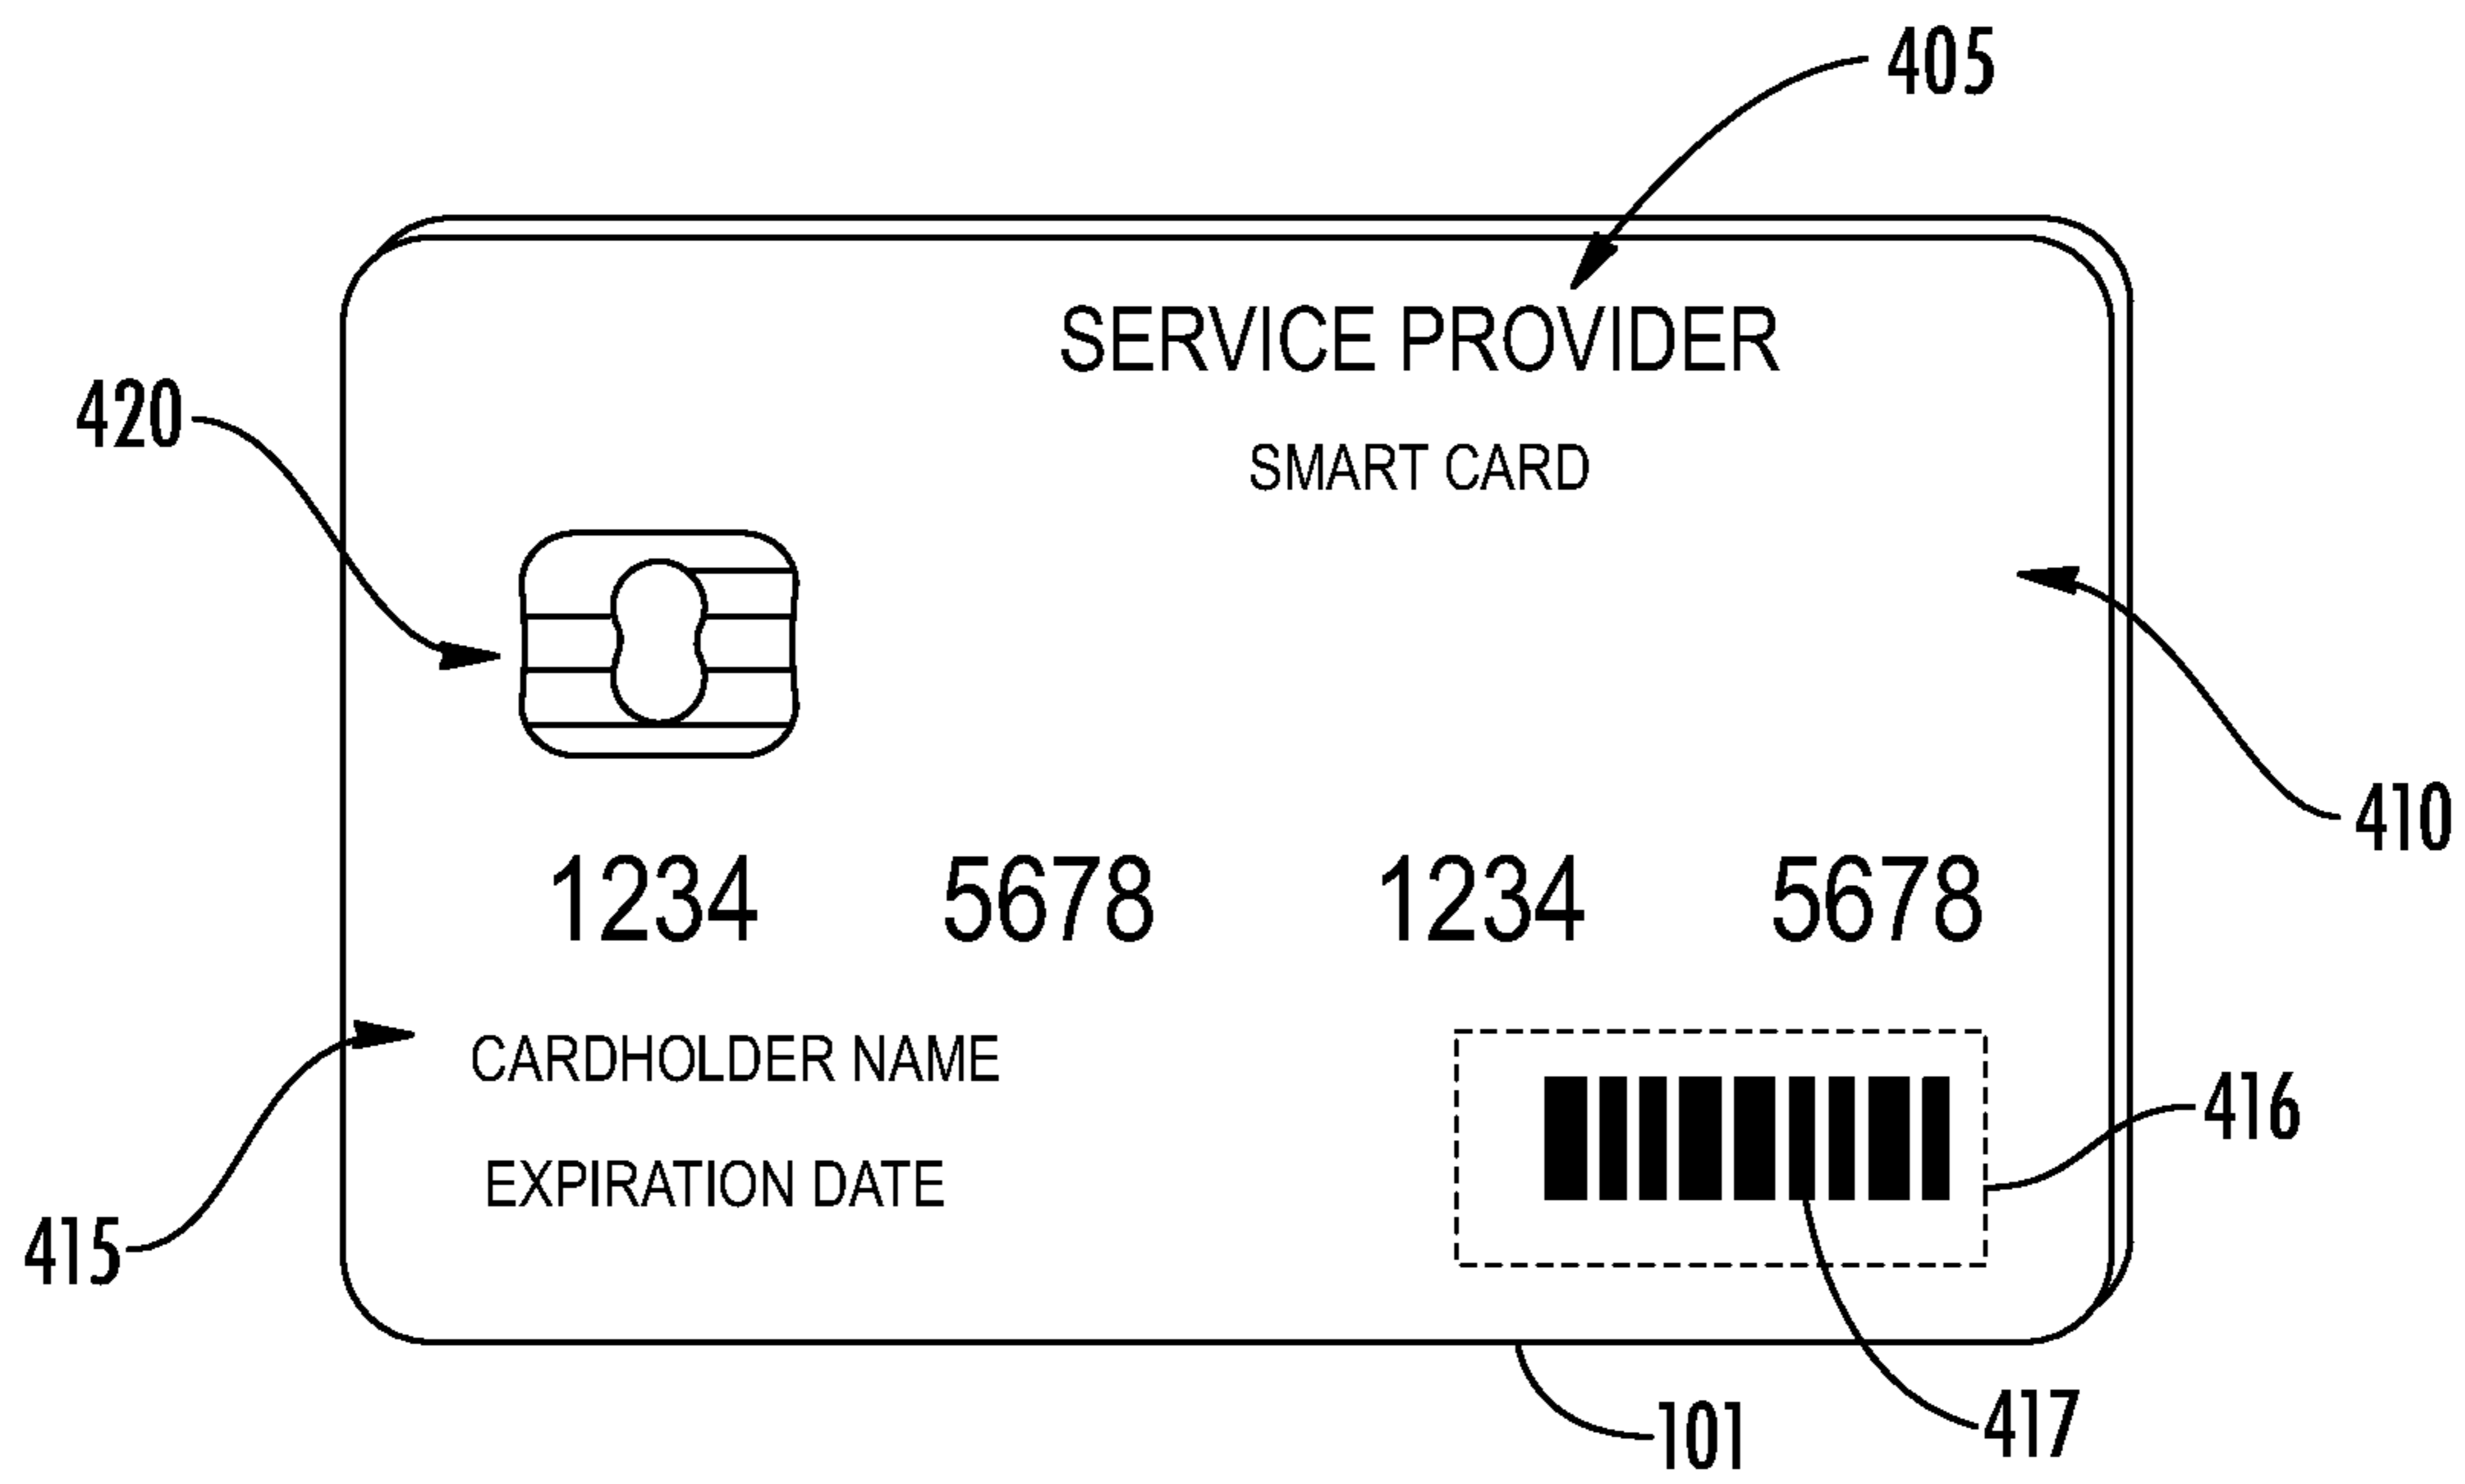 405
SERVICE PROVIDER
420
SMART CARD
410
1234 5678 1234 5678
CARDHOLDER NAME
416
EXPIRATION DATE
415
101
417